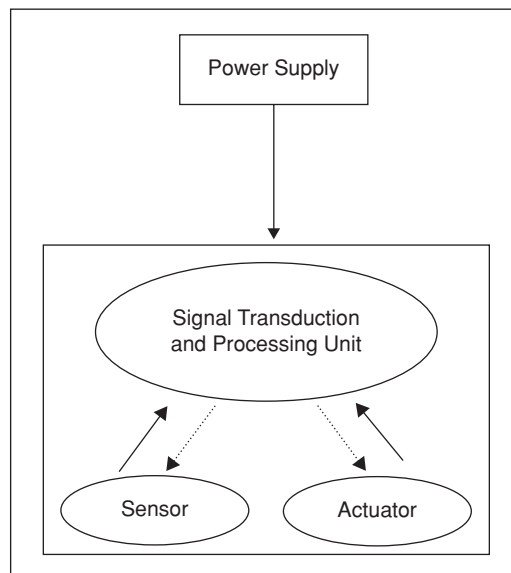 Power Supply
Signal Transduction
and Processing Unit
Sensor
Actuator